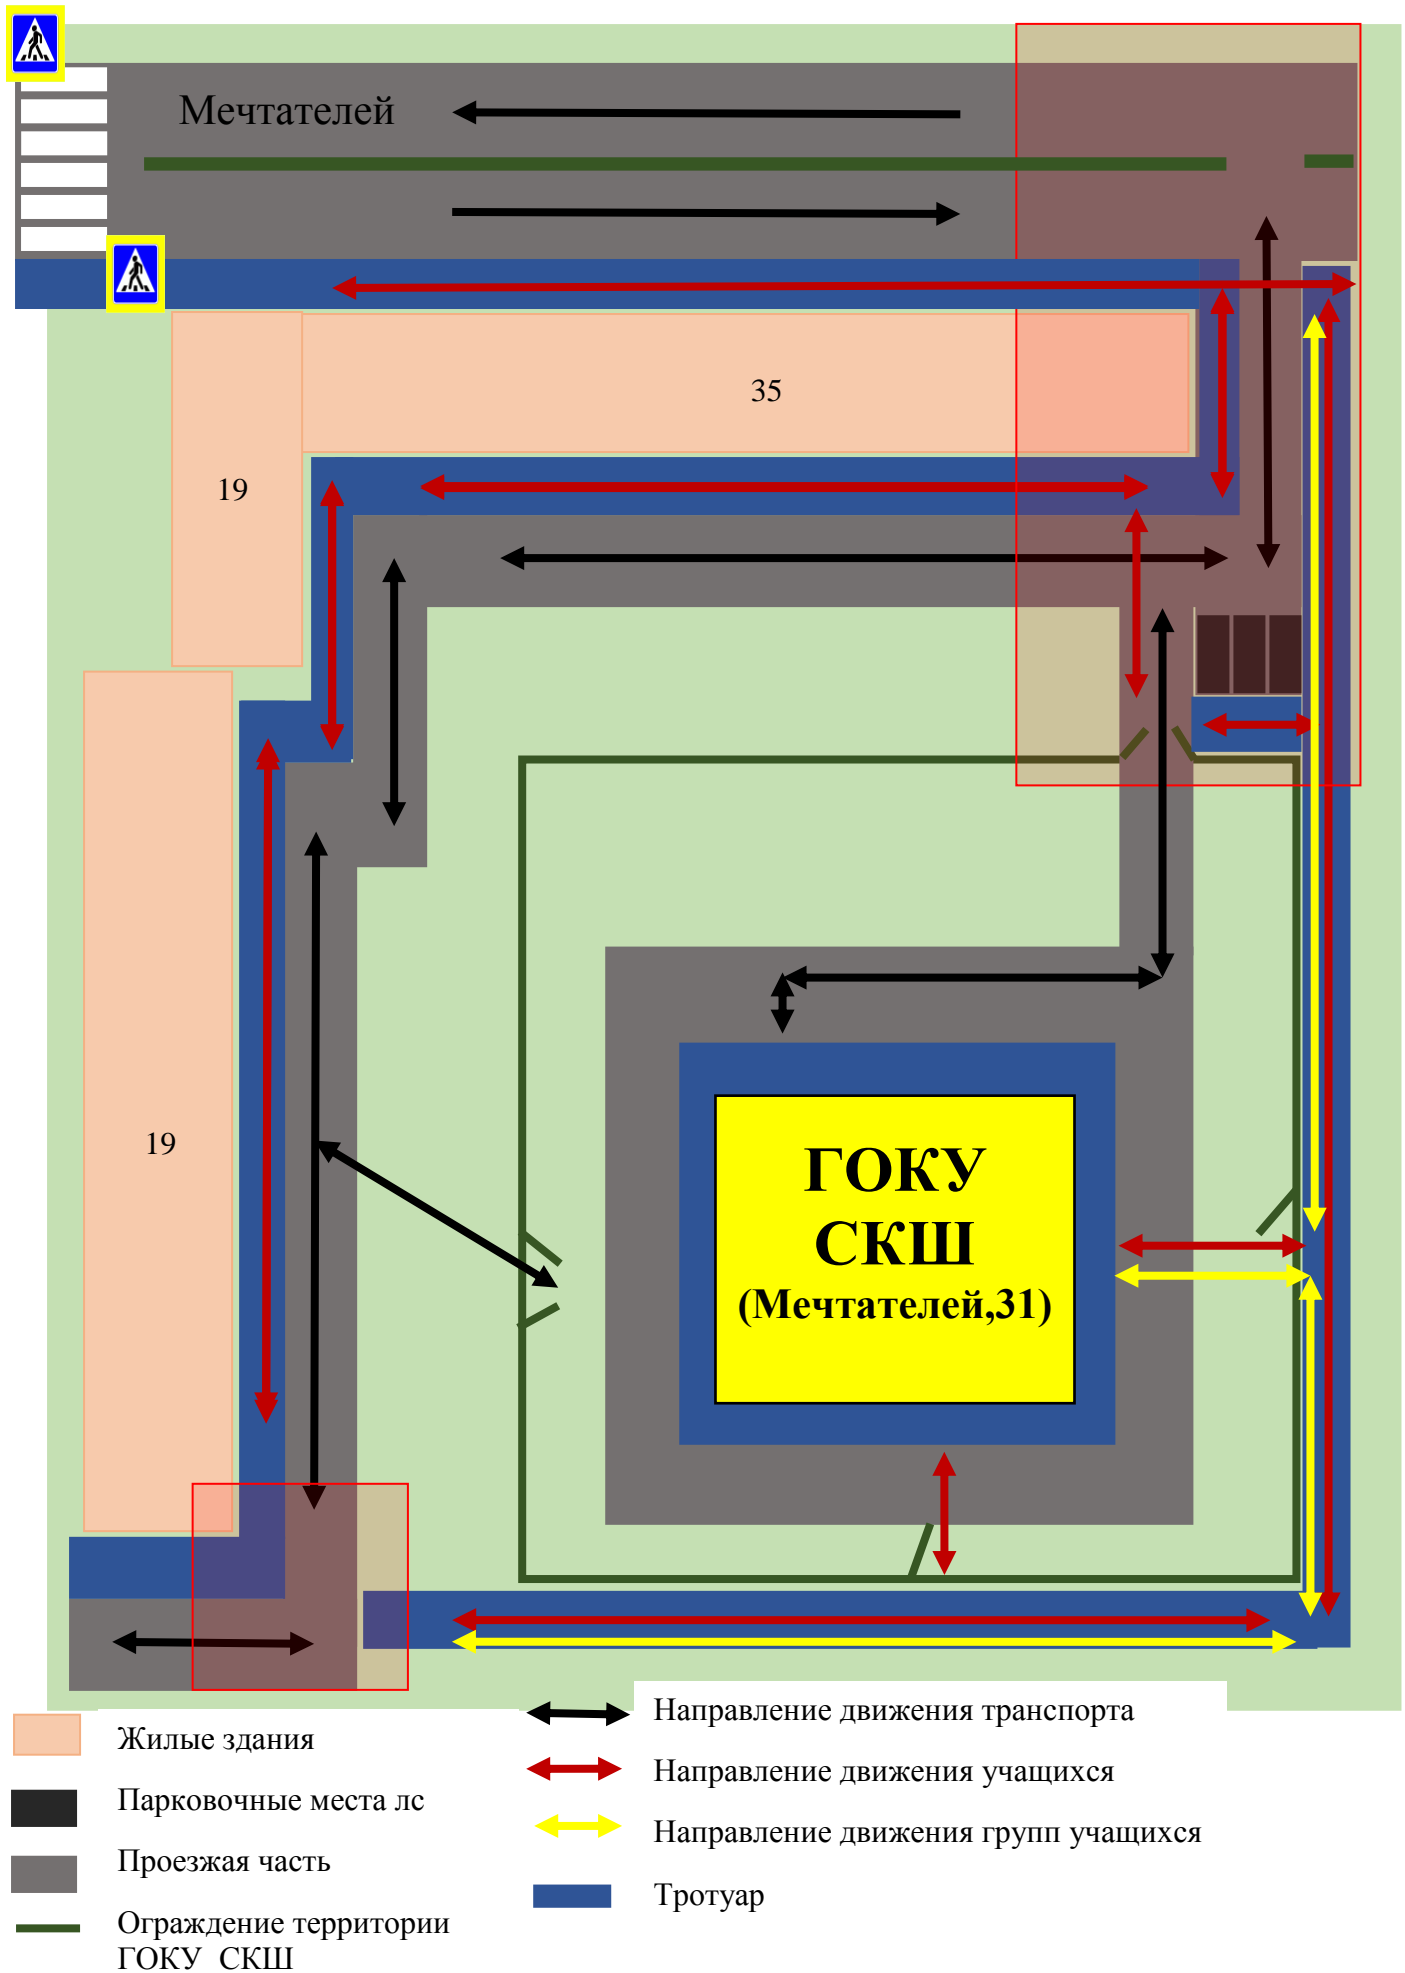 Мечтателей
35
19
19
ГОКУ
СКШ
(Мечтателей,31)
Жилые здания
Парковочные места лс
Проезжая часть
Ограждение территории
ГОКУ СКШ
Направление движения транспорта
Направление движения учащихся
Направление движения групп учащихся
Тротуар